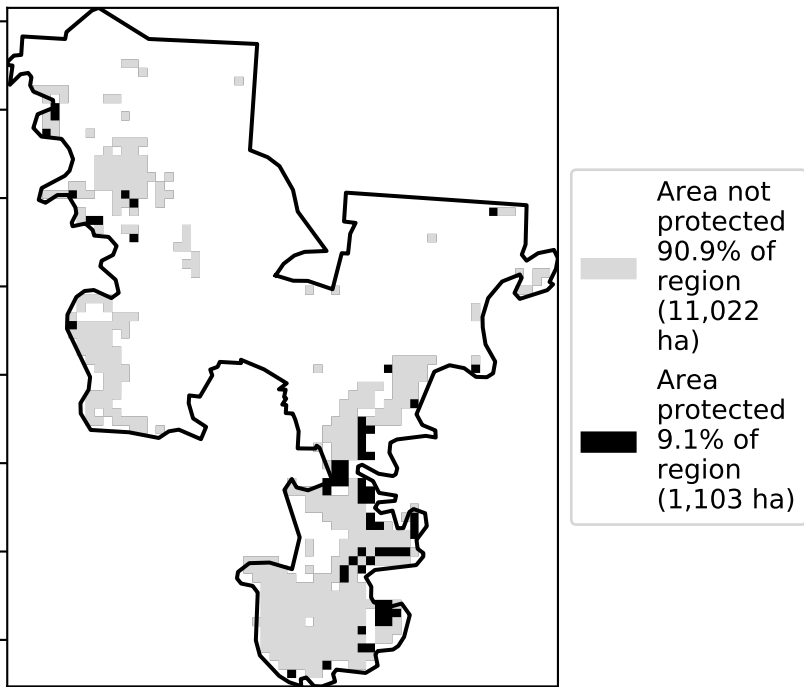 Area not
protected
90.9% of
region
(11,022
ha)
Area
protected
9.1% of
region
(1,103 ha)